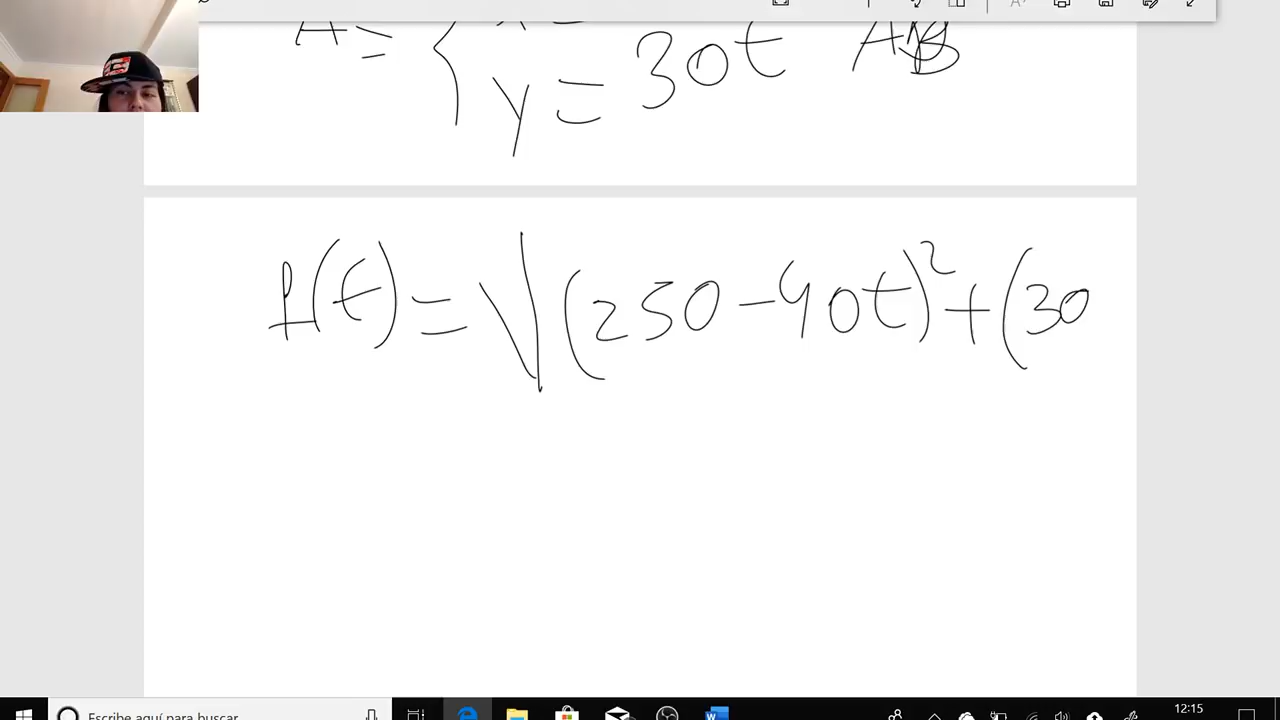 A = {
y = 30t AB
f(t) = √(250 - 40t)² + (30
Escribe aquí para buscar
12:15